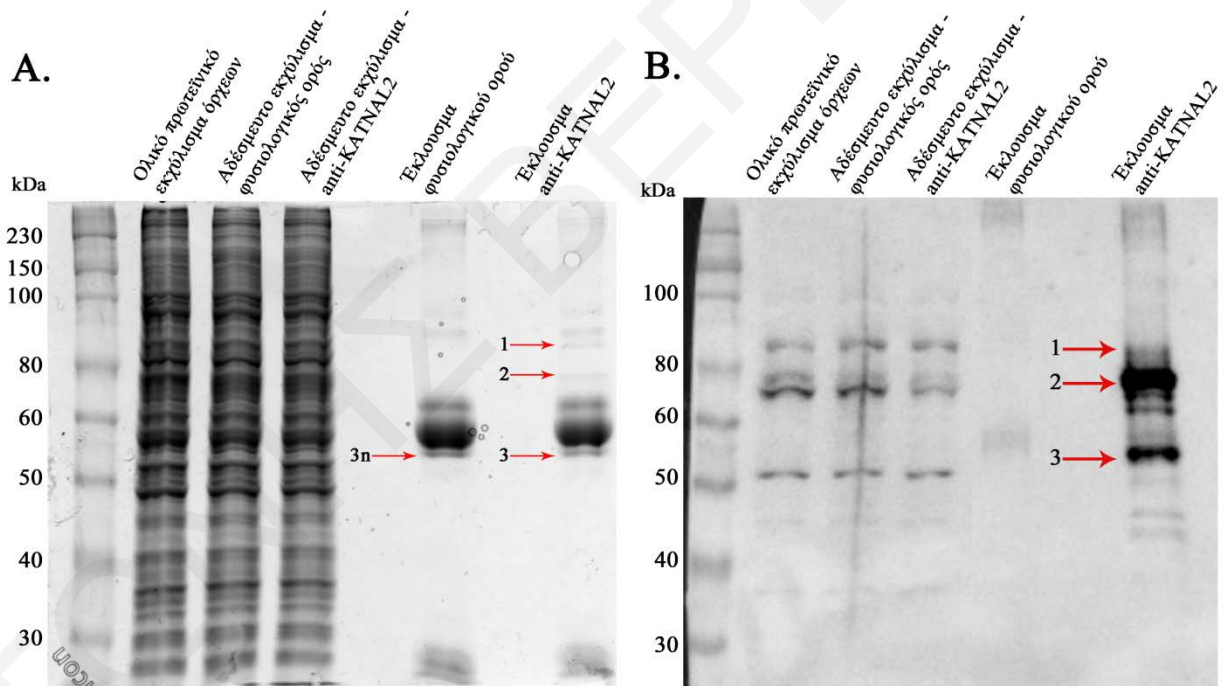 A.
Ολικό πρωτεϊνικό
εκχύλισμα όρχεων
Αδέσμευτο εκχύλισμα -
φυσιολογικός ορός
Αδέσμευτο εκχύλισμα -
anti-KATNAL2
Έκλουσμα
φυσιολογικού ορού
Έκλουσμα
anti-KATNAL2
kDa
230
150
100
80
60
50
40
30
1
2
3n
3
B.
Ολικό πρωτεϊνικό
εκχύλισμα όρχεων
Αδέσμευτο εκχύλισμα -
φυσιολογικός ορός
Αδέσμευτο εκχύλισμα -
anti-KATNAL2
Έκλουσμα
φυσιολογικού ορού
Έκλουσμα
anti-KATNAL2
kDa
100
80
60
50
40
30
1
2
3